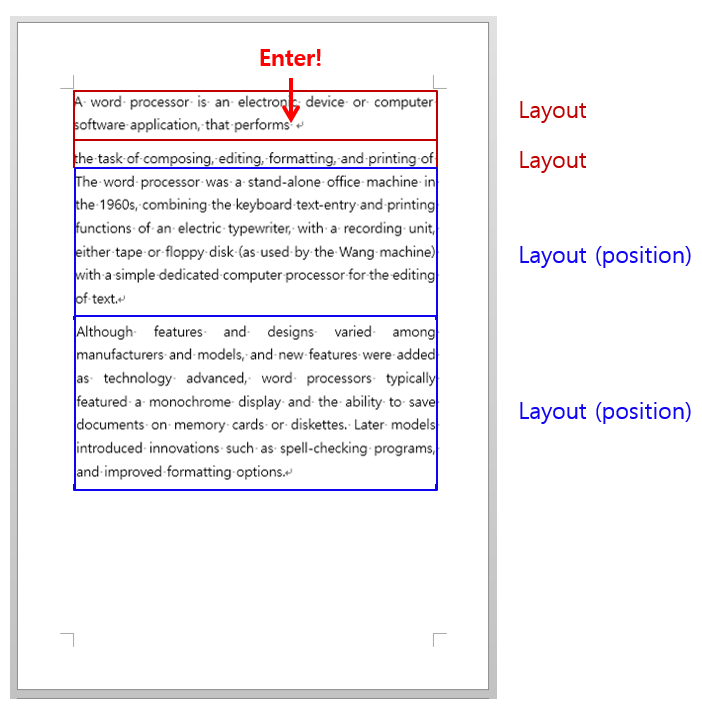 Enter!
A word processor is an electronic device or computer
software application, that performs
Layout
the task of composing, editing, formatting, and printing of
Layout
The word processor was a stand-alone office machine in
the 1960s, combining the keyboard text-entry and printing
functions of an electric typewriter, with a recording unit,
either tape or floppy disk (as used by the Wang machine)
with a simple dedicated computer processor for the editing
of text.
Layout (position)
Although features and designs varied among
manufacturers and models, and new features were added
as technology advanced, word processors typically
featured a monochrome display and the ability to save
documents on memory cards or diskettes. Later models
introduced innovations such as spell-checking programs,
and improved formatting options.
Layout (position)